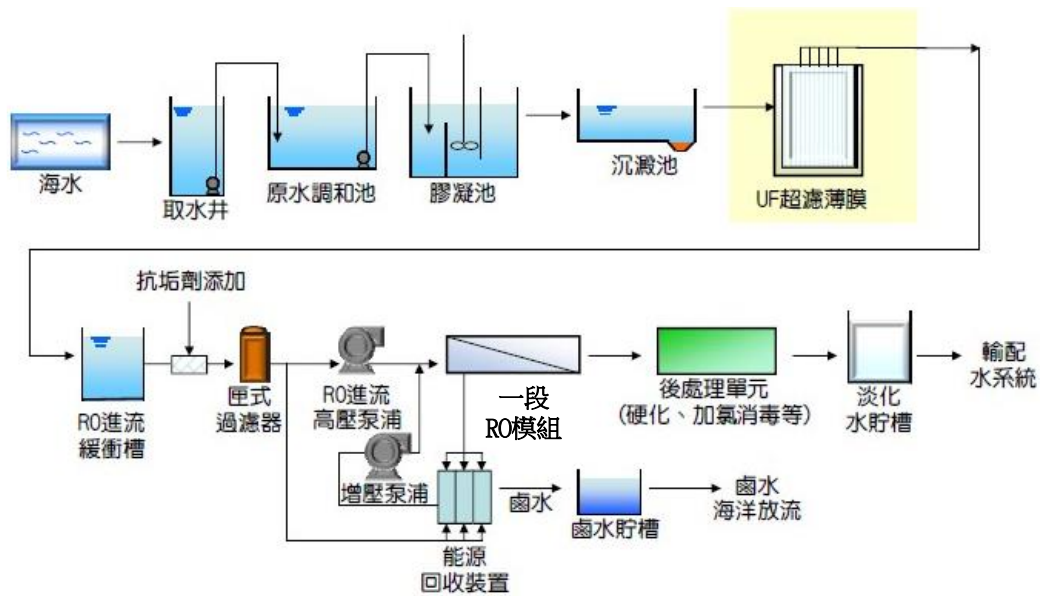 海水
取水井
原水調和池
膠凝池
沉澱池
UF超濾薄膜
抗垢劑添加
RO進流
緩衝槽
匣式
過濾器
RO進流
高壓泵浦
增壓泵浦
一段
RO模組
能源
回收裝置
後處理單元
(硬化、加氯消毒等)
淡化
水貯槽
輸配
水系統
鹵水
鹵水貯槽
鹵水
海洋放流